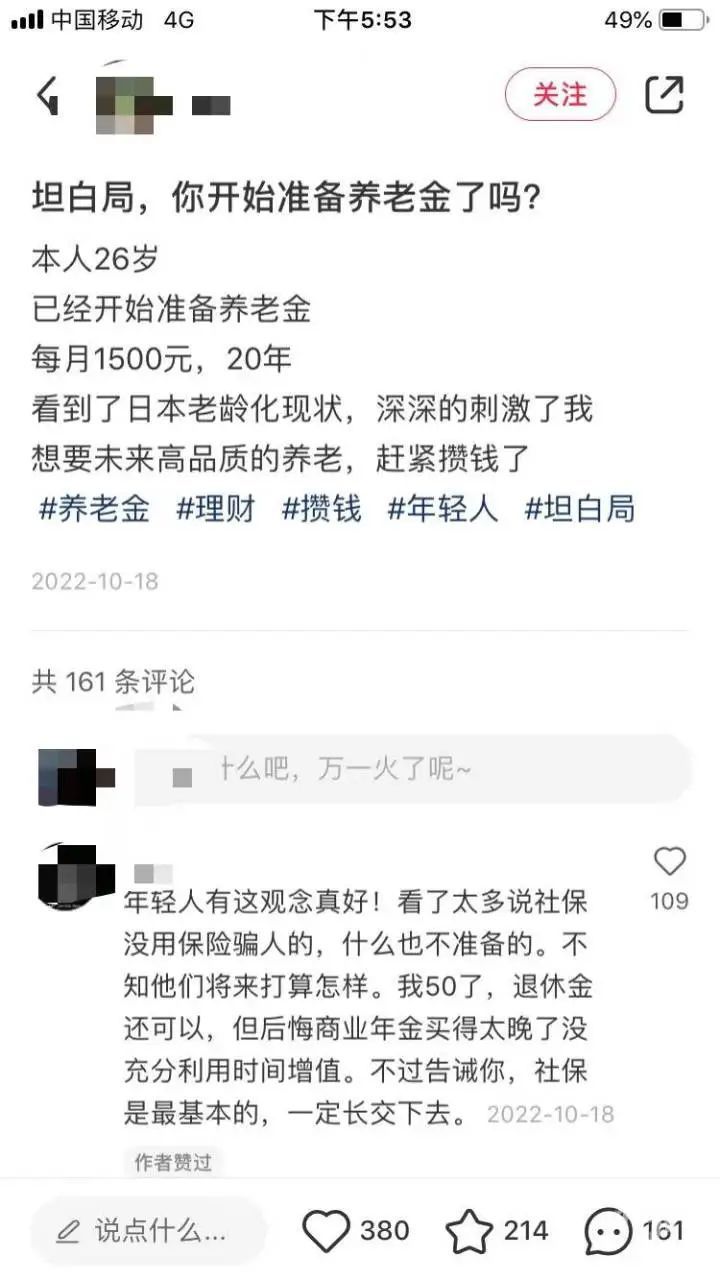 中国移动 4G 下午5:53 49%
关注
坦白局，你开始准备养老金了吗？
本人26岁
已经开始准备养老金
每月1500元，20年
看到了日本老龄化现状，深深的刺激了我
想要未来高品质的养老，赶紧攒钱了
#养老金 #理财 #攒钱 #年轻人 #坦白局
2022-10-18
共 161 条评论
什么吧，万一火了呢~
年轻人有这观念真好！看了太多说社保
没用保险骗人的，什么也不准备的。不
知他们将来打算怎样。我50了，退休金
还可以，但后悔商业年金买得太晚了没
充分利用时间增值。不过告诫你，社保
是最基本的，一定长交下去。 2022-10-18
109
作者赞过
说点什么... 380 214 161